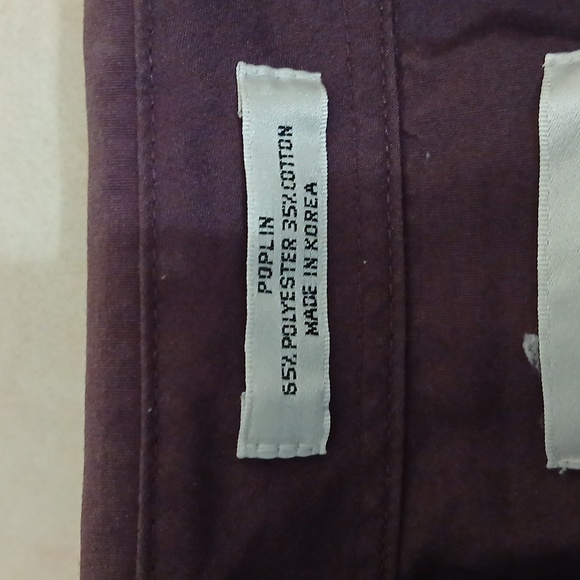 POPLIN
65% POLYESTER 35% COTTON
MADE IN KOREA